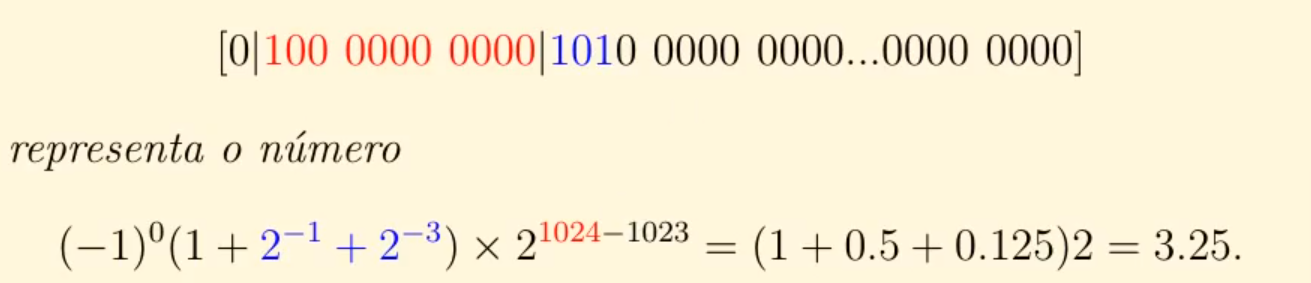 [0|100 0000 0000|1010 0000 0000...0000 0000]
representa o número
(−1)⁰(1 + 2⁻¹ + 2⁻³) × 2¹⁰²⁴⁻¹⁰²³ = (1 + 0.5 + 0.125)2 = 3.25.